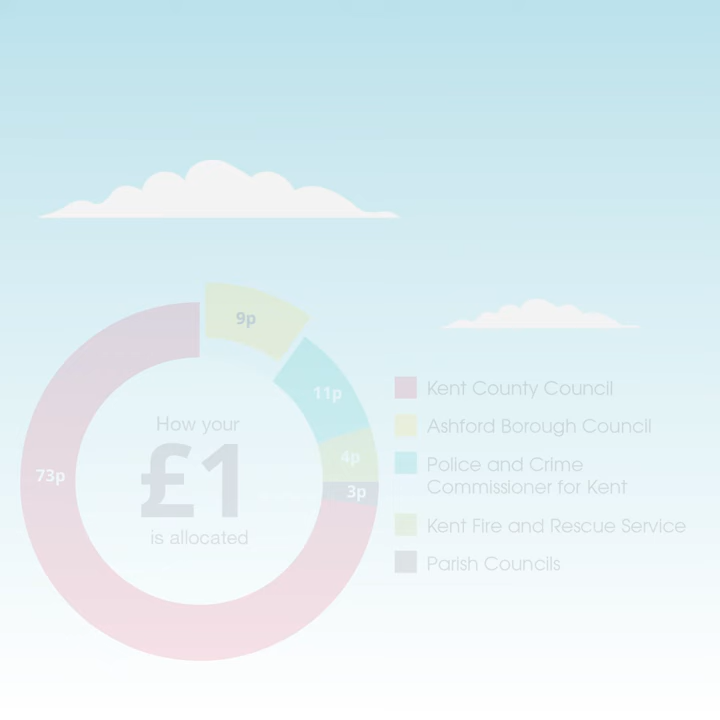 9p
11p
4p
3p
73p
How your
£1
is allocated
Kent County Council
Ashford Borough Council
Police and Crime
Commissioner for Kent
Kent Fire and Rescue Service
Parish Councils